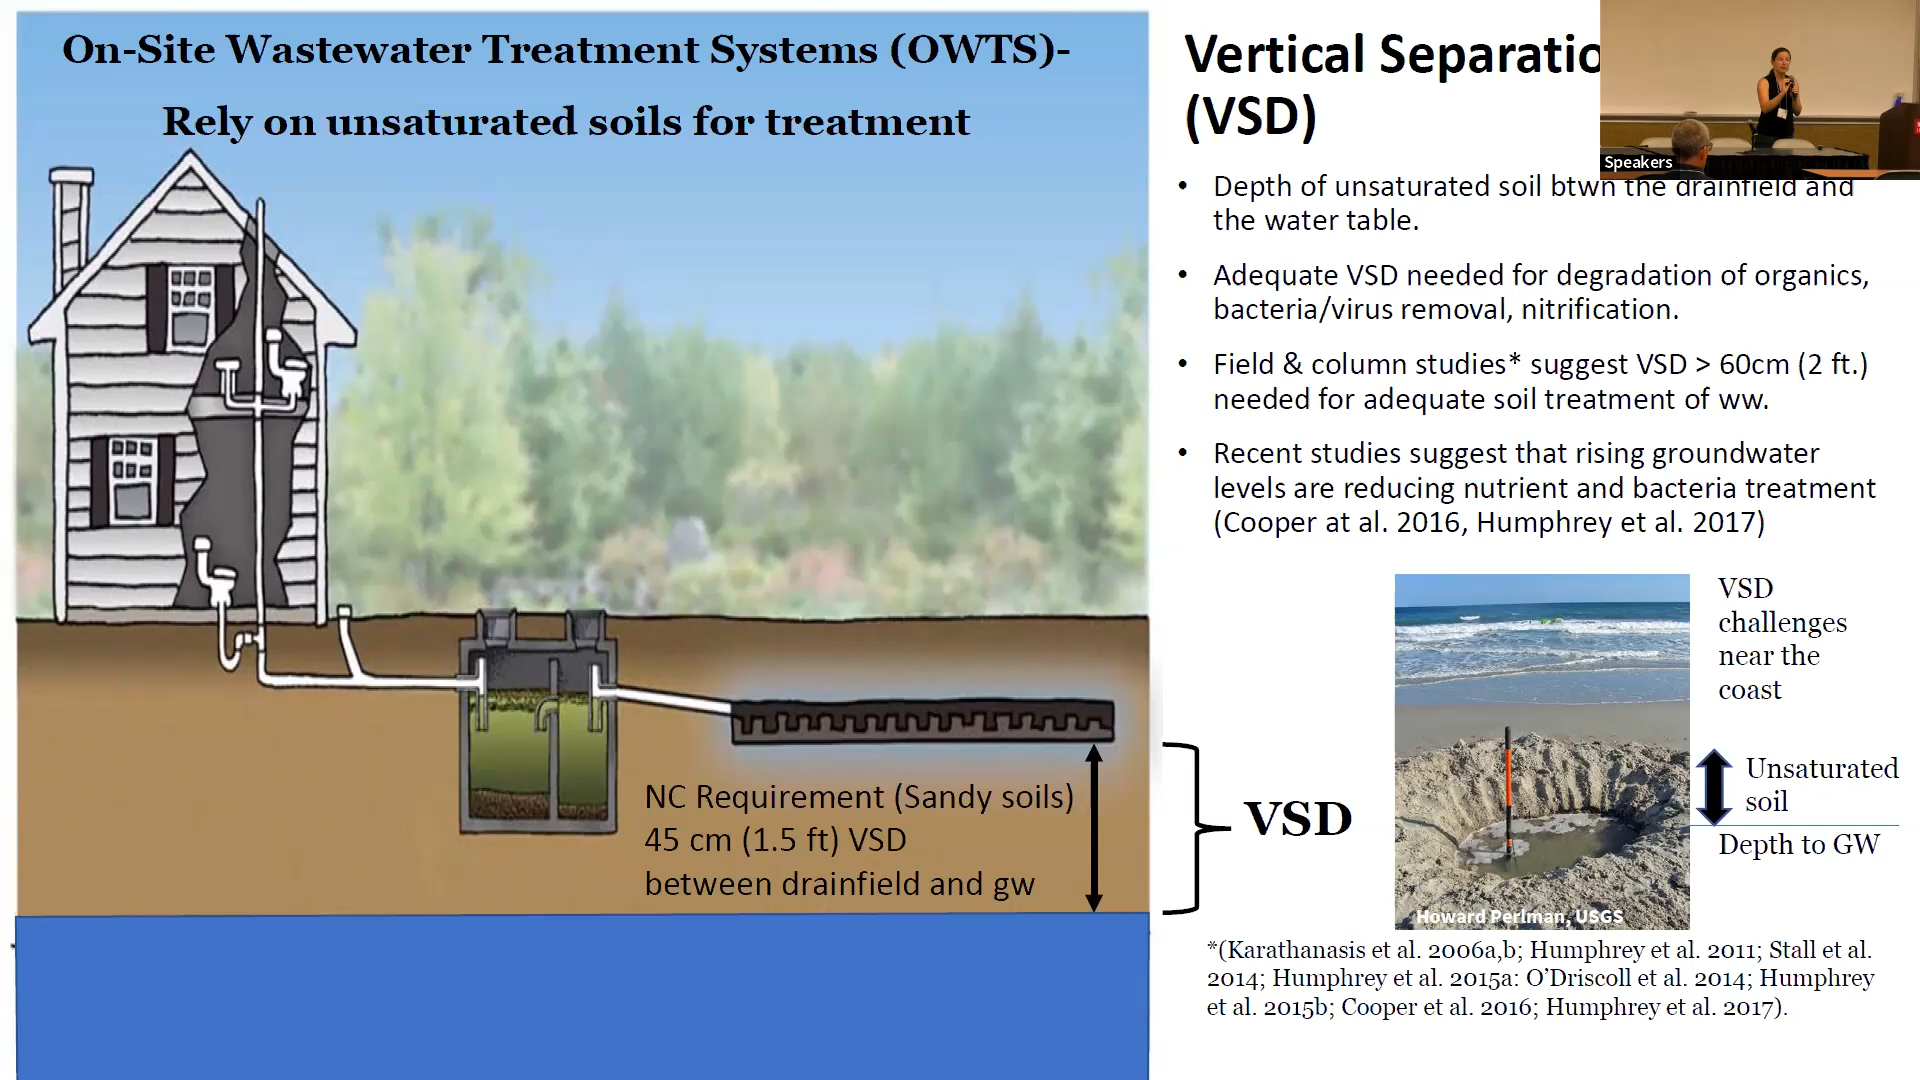 On-Site Wastewater Treatment Systems (OWTS)-
Rely on unsaturated soils for treatment
Vertical Separatio
(VSD)
Speakers
• Depth of unsaturated soil btwn the drainfield and
the water table.
• Adequate VSD needed for degradation of organics,
bacteria/virus removal, nitrification.
• Field & column studies* suggest VSD > 60cm (2 ft.)
needed for adequate soil treatment of ww.
• Recent studies suggest that rising groundwater
levels are reducing nutrient and bacteria treatment
(Cooper at al. 2016, Humphrey et al. 2017)
NC Requirement (Sandy soils)
45 cm (1.5 ft) VSD
between drainfield and gw
VSD
VSD
challenges
near the
coast
Unsaturated
soil
Depth to GW
Howard Perlman, USGS
*(Karathanasis et al. 2006a,b; Humphrey et al. 2011; Stall et al.
2014; Humphrey et al. 2015a: O’Driscoll et al. 2014; Humphrey
et al. 2015b; Cooper et al. 2016; Humphrey et al. 2017).